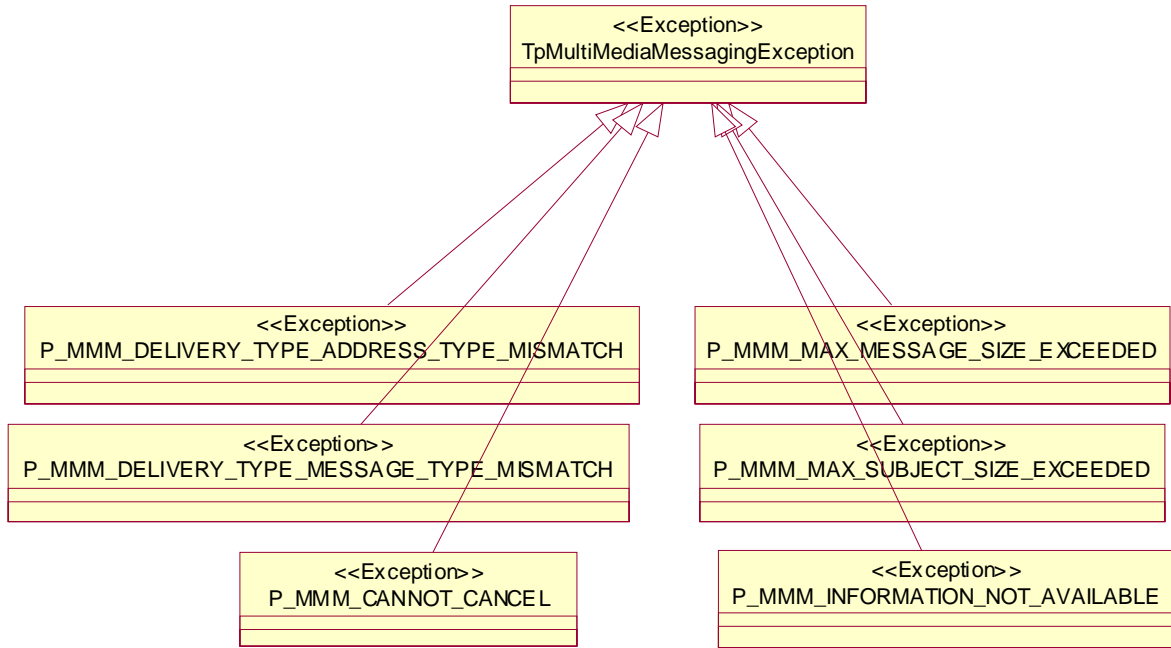 <<Exception>>
TpMultiMediaMessagingException
<<Exception>>
P_MMM_DELIVERY_TYPE_ADDRESS_TYPE_MISMATCH
<<Exception>>
P_MMM_MAX_MESSAGE_SIZE_EXCEEDED
<<Exception>>
P_MMM_DELIVERY_TYPE_MESSAGE_TYPE_MISMATCH
<<Exception>>
P_MMM_MAX_SUBJECT_SIZE_EXCEEDED
<<Exception>>
P_MMM_CANNOT_CANCEL
<<Exception>>
P_MMM_INFORMATION_NOT_AVAILABLE